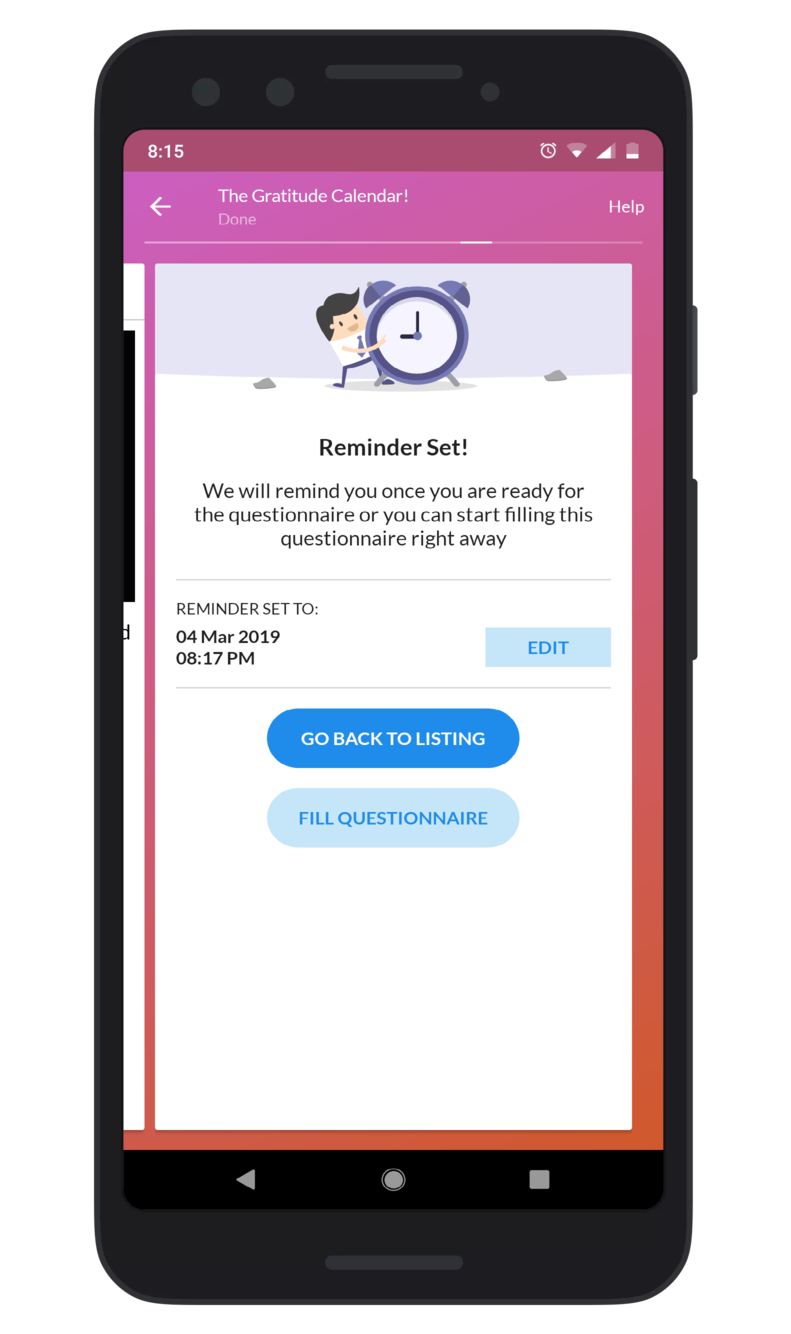 8:15
The Gratitude Calendar!
Done
Help
d
Reminder Set!
We will remind you once you are ready for
the questionnaire or you can start filling this
questionnaire right away
REMINDER SET TO:
04 Mar 2019
08:17 PM
EDIT
GO BACK TO LISTING
FILL QUESTIONNAIRE